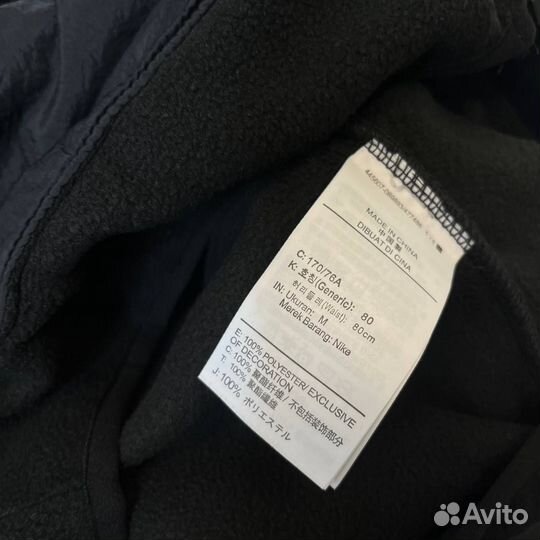 MADE IN CHINA
中国製
DIBUAT DI CINA
C: 170/76A
K: 호칭(Generic): 80
허리둘레(Waist): 80cm
IN: Ukuran: M
Merek Barang: Nike
E: 100% POLYESTER/ EXCLUSIVE
OF DECORATION
C: 100% 聚酯纤维/ 不包括装饰部分
T: 100% 聚酯纖維
J: 100% ポリエステル
Avito